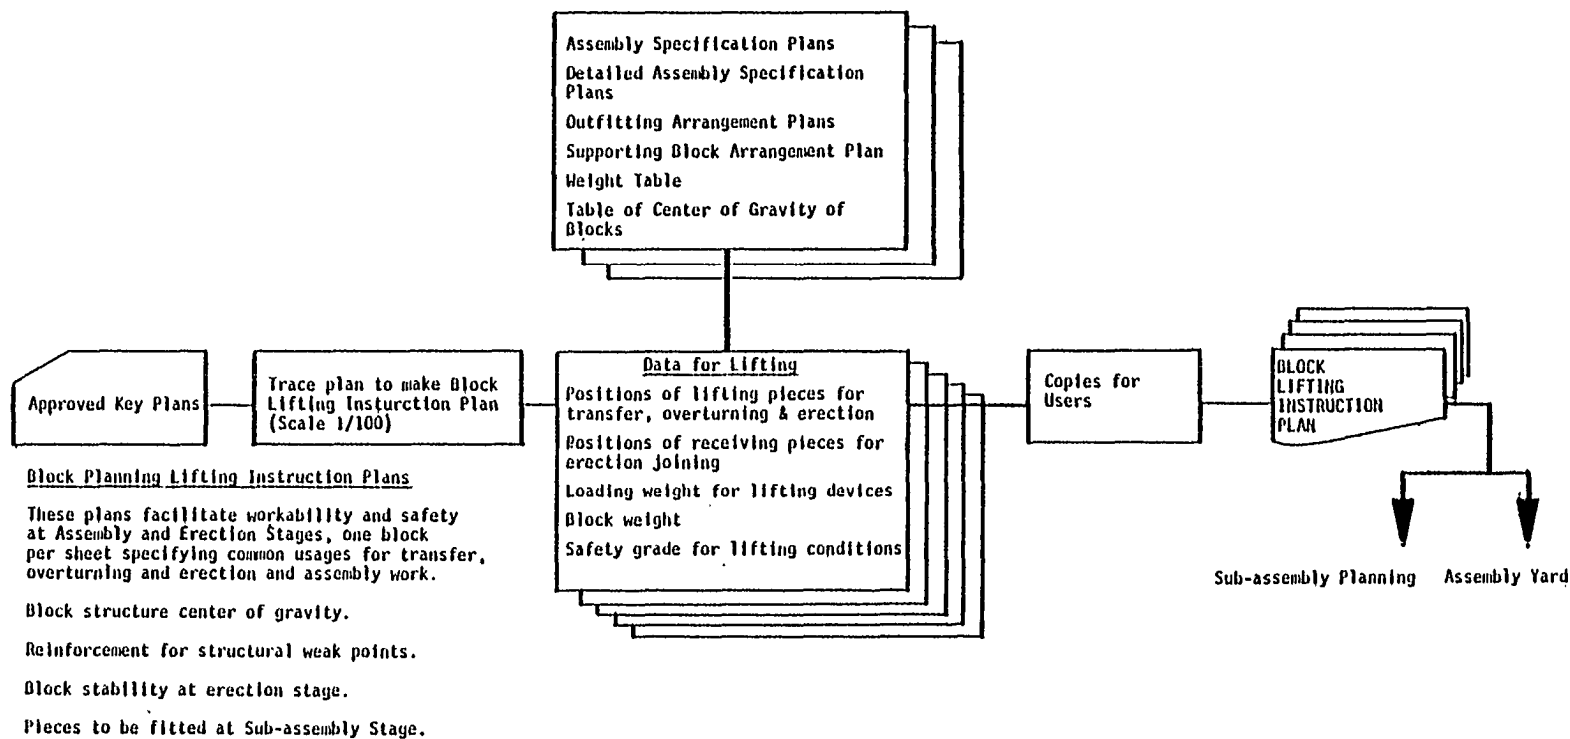 Assembly Specification Plans
Detailed Assembly Specification
Plans
Outfitting Arrangement Plans
Supporting Block Arrangement Plan
Weight Table
Table of Center of Gravity of
Blocks
Approved Key Plans
Trace plan to make Block
Lifting Insturction Plan
(Scale 1/100)
Data for Lifting
Positions of lifting pieces for
transfer, overturning & erection
Positions of receiving pieces for
erection joining
Loading weight for lifting devices
Block weight
Safety grade for lifting conditions
Copies for
Users
BLOCK
LIFTING
INSTRUCTION
PLAN
Sub-assembly Planning
Assembly Yard
Block Planning Lifting Instruction Plans
These plans facilitate workability and safety
at Assembly and Erection Stages, one block
per sheet specifying common usages for transfer,
overturning and erection and assembly work.
Block structure center of gravity.
Reinforcement for structural weak points.
Block stability at erection stage.
Pieces to be fitted at Sub-assembly Stage.